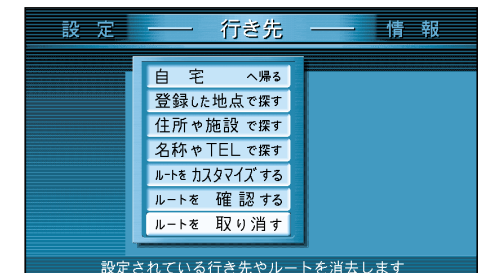 設 定 ── 行き先 ── 情 報
自 宅 へ帰る
登録した地点で探す
住所や施設で探す
名称やTELで探す
ルートをカスタマイズする
ルートを 確 認する
ルートを 取り消す
設定されている行き先やルートを消去します